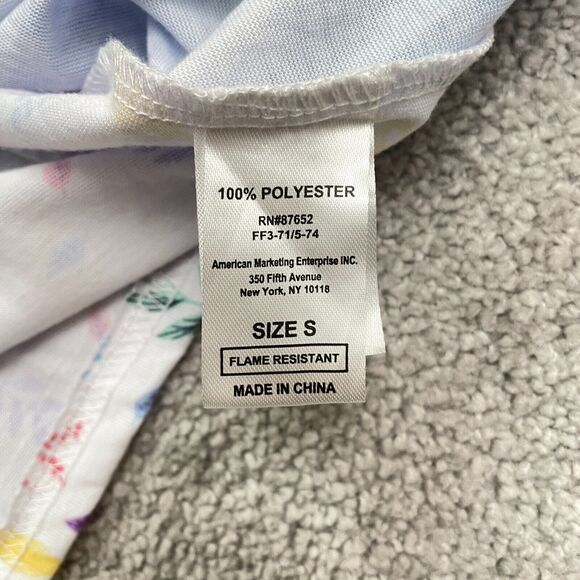 100% POLYESTER
RN#87652
FF3-71/5-74
American Marketing Enterprise INC.
350 Fifth Avenue
New York, NY 10118
SIZE S
FLAME RESISTANT
MADE IN CHINA